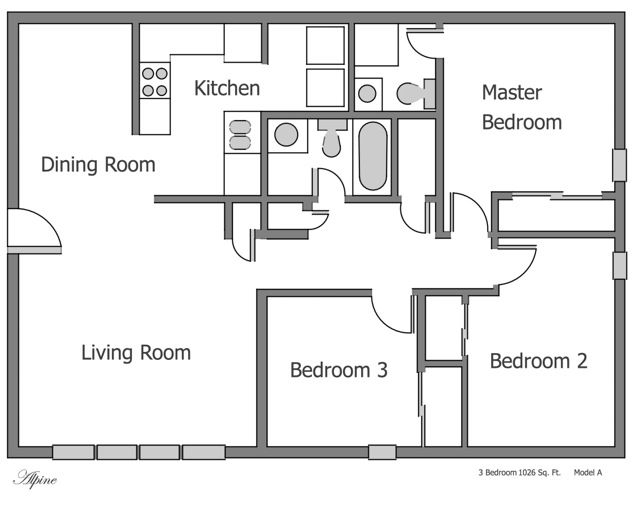 Kitchen
Master
Bedroom
Dining Room
Living Room
Bedroom 3
Bedroom 2
3 Bedroom 1026 Sq. Ft. Model A
Alpine